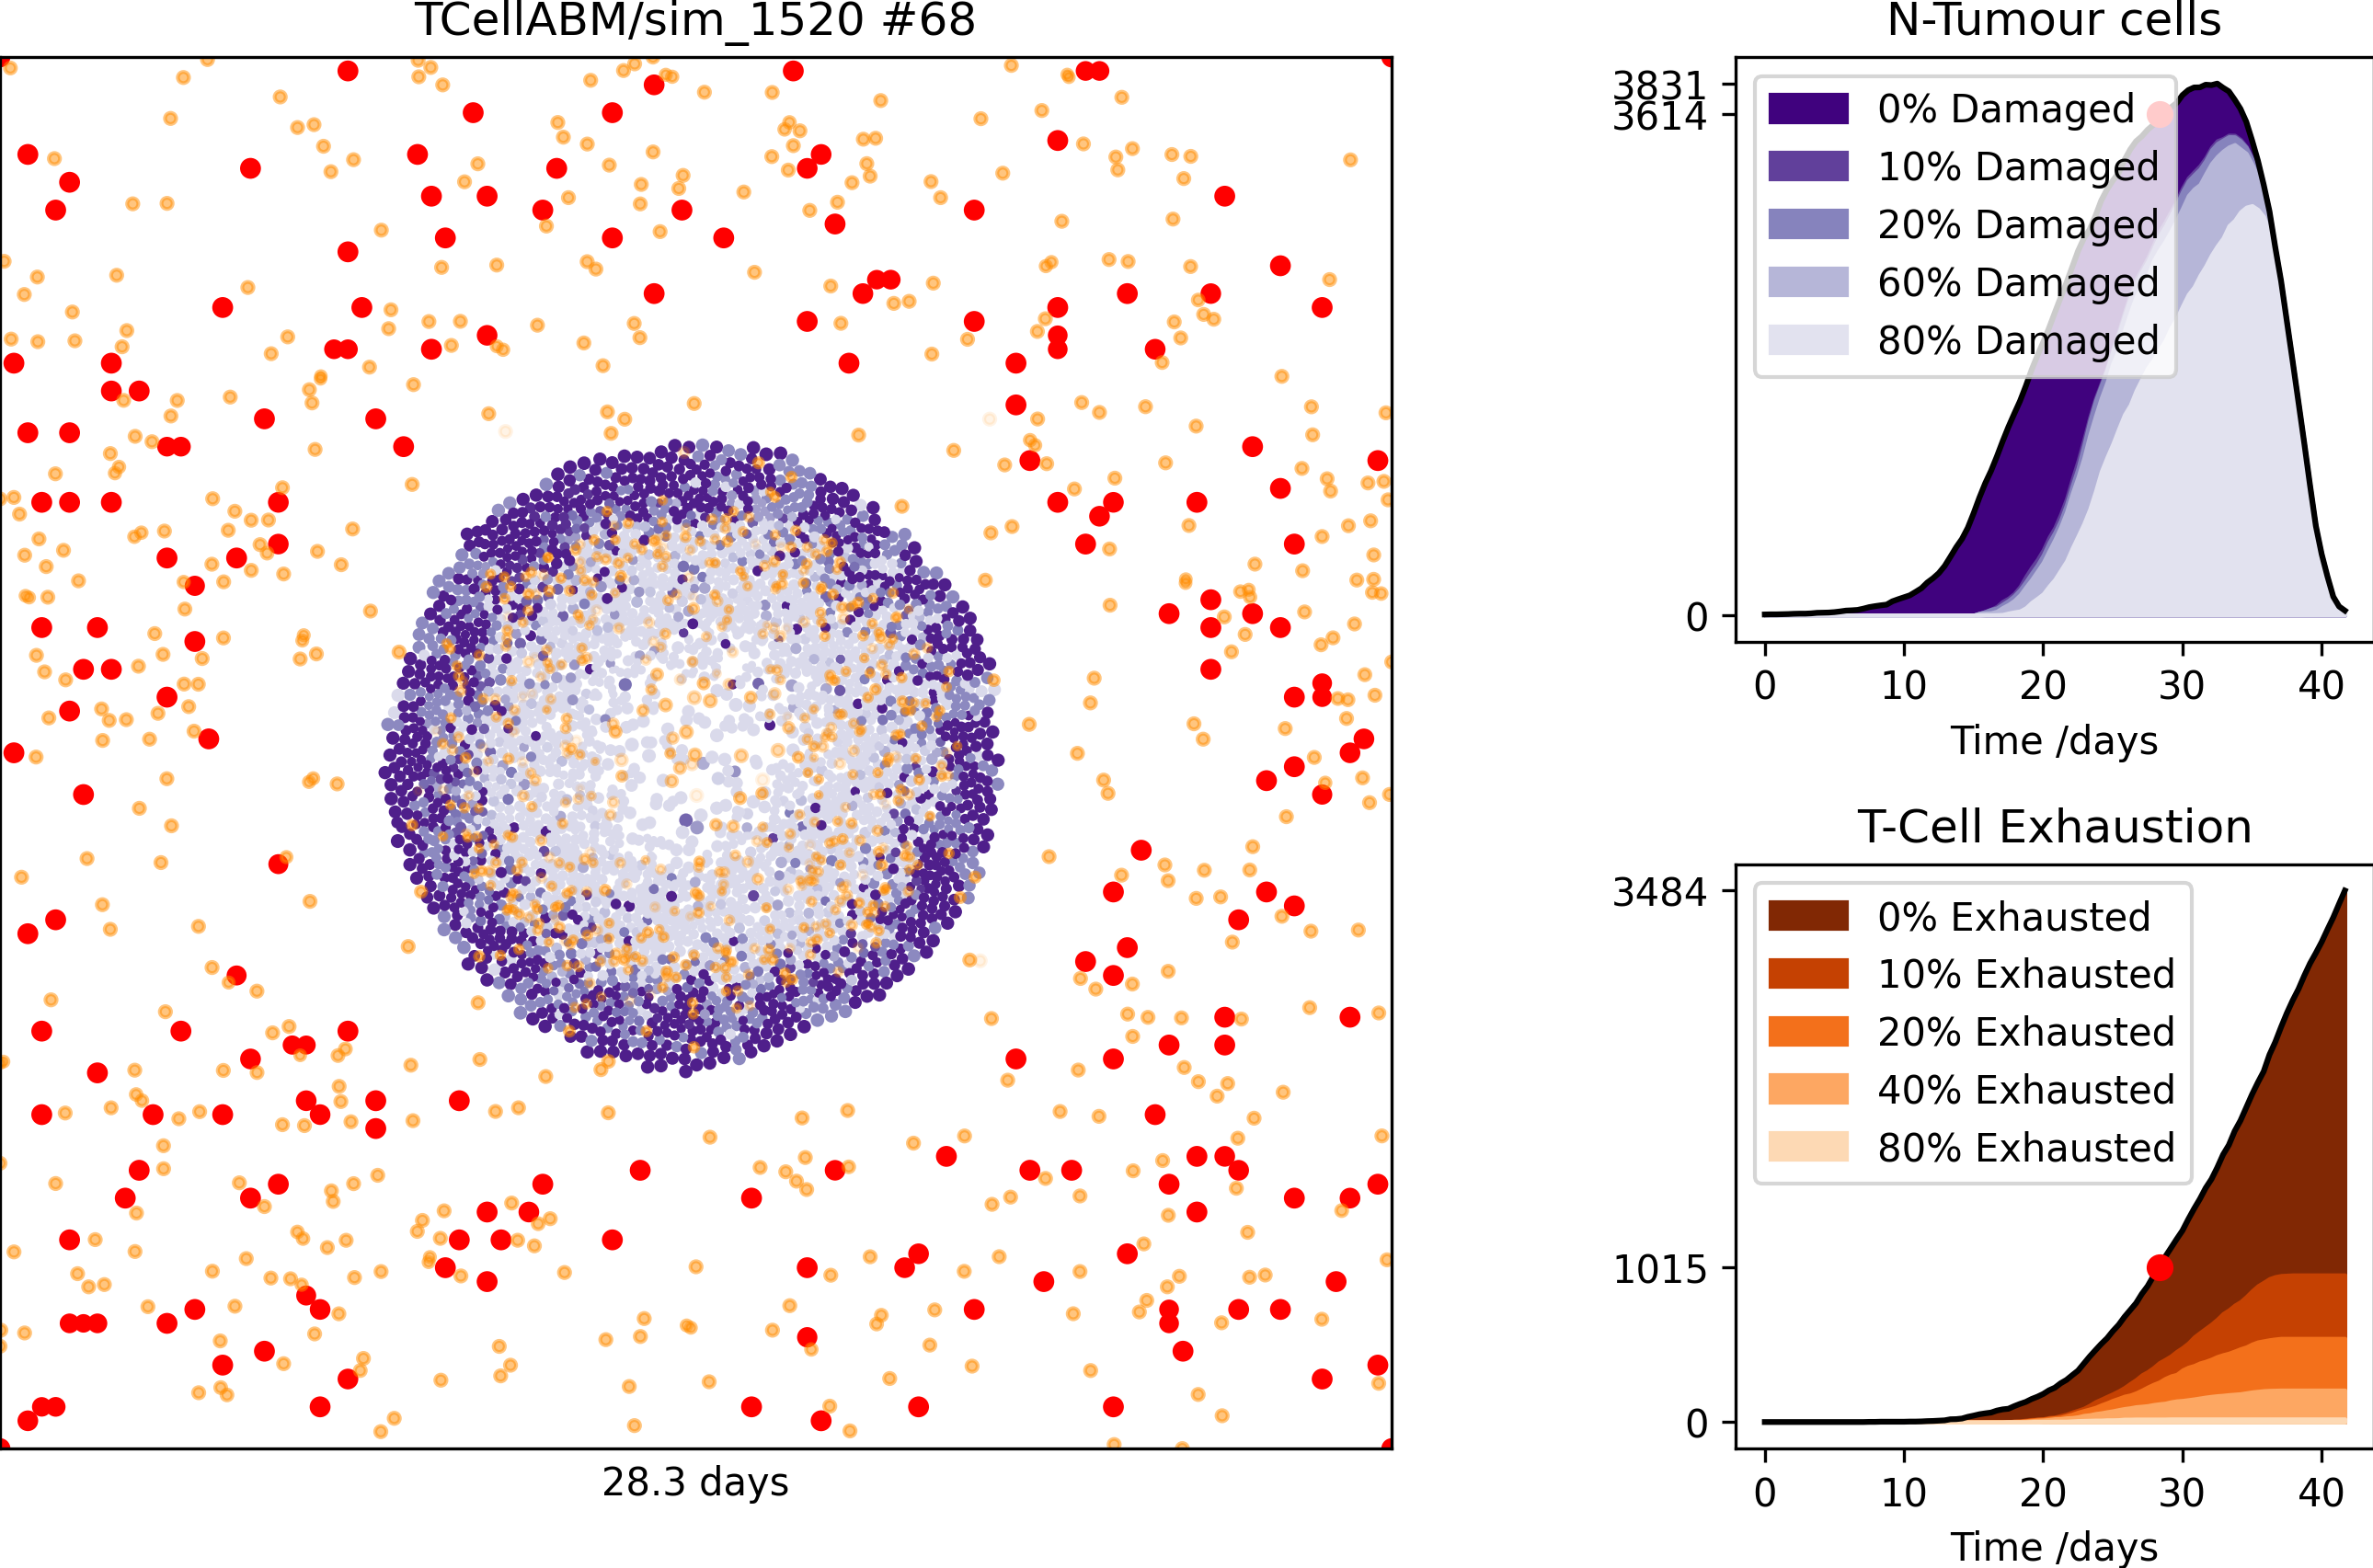 TCellABM/sim_1520 #68
28.3 days
N-Tumour cells
3831
3614
0
0% Damaged
10% Damaged
20% Damaged
60% Damaged
80% Damaged
0 10 20 30 40
Time /days
T-Cell Exhaustion
3484
1015
0
0% Exhausted
10% Exhausted
20% Exhausted
40% Exhausted
80% Exhausted
0 10 20 30 40
Time /days